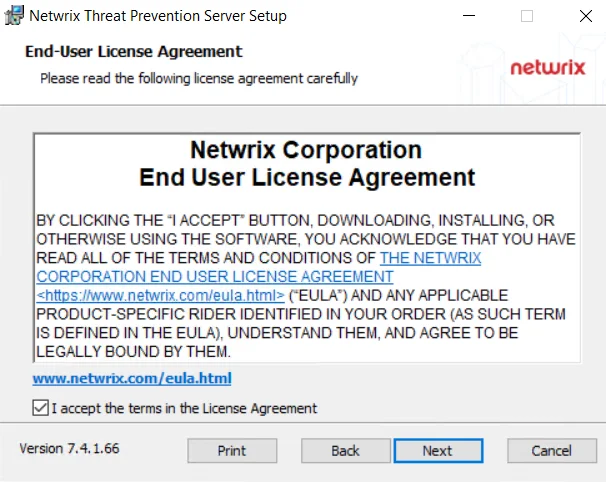 Netwrix Threat Prevention Server Setup
End-User License Agreement
Please read the following license agreement carefully
netwrix
Netwrix Corporation
End User License Agreement
BY CLICKING THE “I ACCEPT” BUTTON, DOWNLOADING, INSTALLING, OR
OTHERWISE USING THE SOFTWARE, YOU ACKNOWLEDGE THAT YOU HAVE
READ ALL OF THE TERMS AND CONDITIONS OF THE NETWRIX
CORPORATION END USER LICENSE AGREEMENT
<https://www.netwrix.com/eula.html> (“EULA”) AND ANY APPLICABLE
PRODUCT-SPECIFIC RIDER IDENTIFIED IN YOUR ORDER (AS SUCH TERM
IS DEFINED IN THE EULA), UNDERSTAND THEM, AND AGREE TO BE
LEGALLY BOUND BY THEM.
www.netwrix.com/eula.html
I accept the terms in the License Agreement
Version 7.4.1.66
Print
Back
Next
Cancel